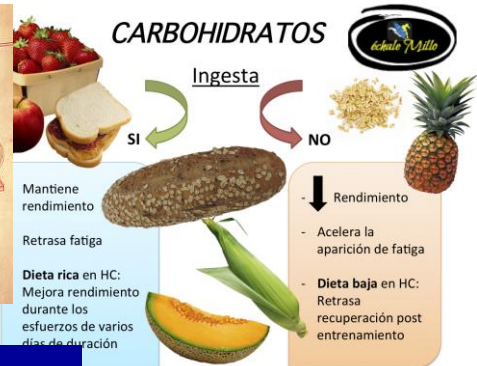 CARBOHIDRATOS
échale Millo
Ingesta
SI
NO
Mantiene
rendimiento
Retrasa fatiga
Dieta rica en HC:
Mejora rendimiento
durante los
esfuerzos de varios
días de duración
- Rendimiento
- Acelera la
aparición de fatiga
- Dieta baja en HC:
Retrasa
recuperación post
entrenamiento